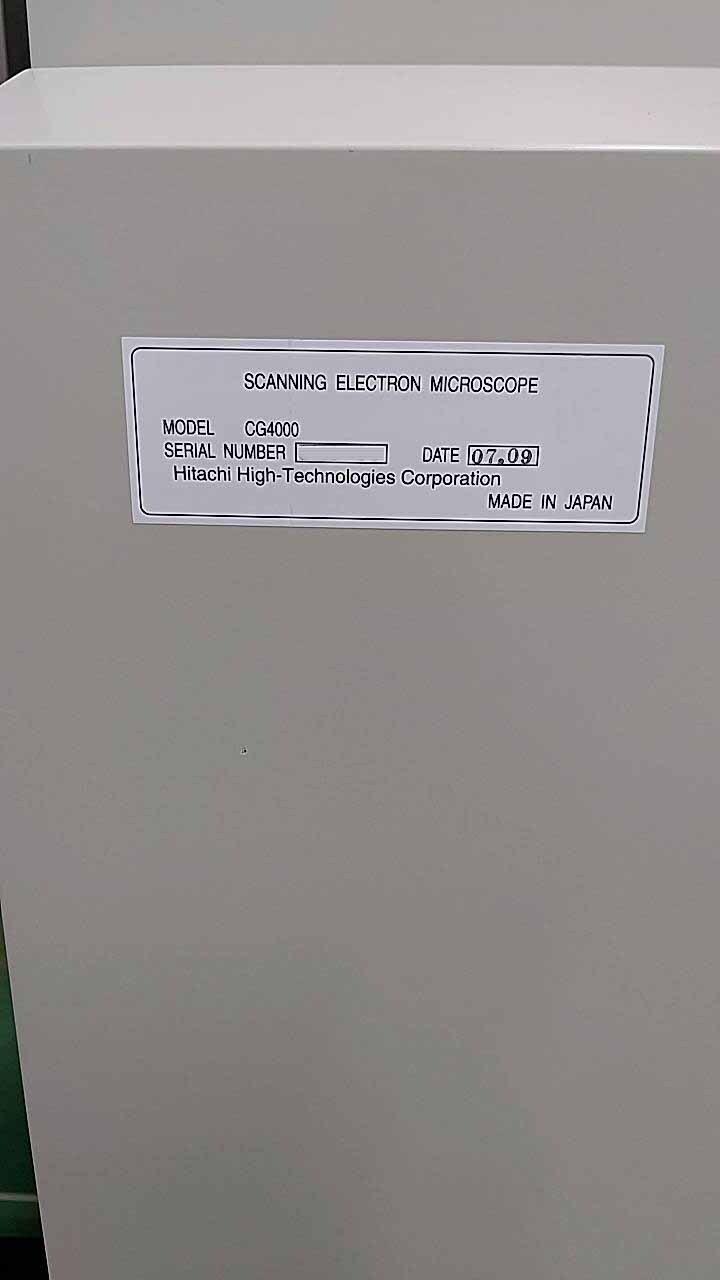 SCANNING ELECTRON MICROSCOPE
MODEL CG4000
SERIAL NUMBER DATE 07.09
Hitachi High-Technologies Corporation
MADE IN JAPAN